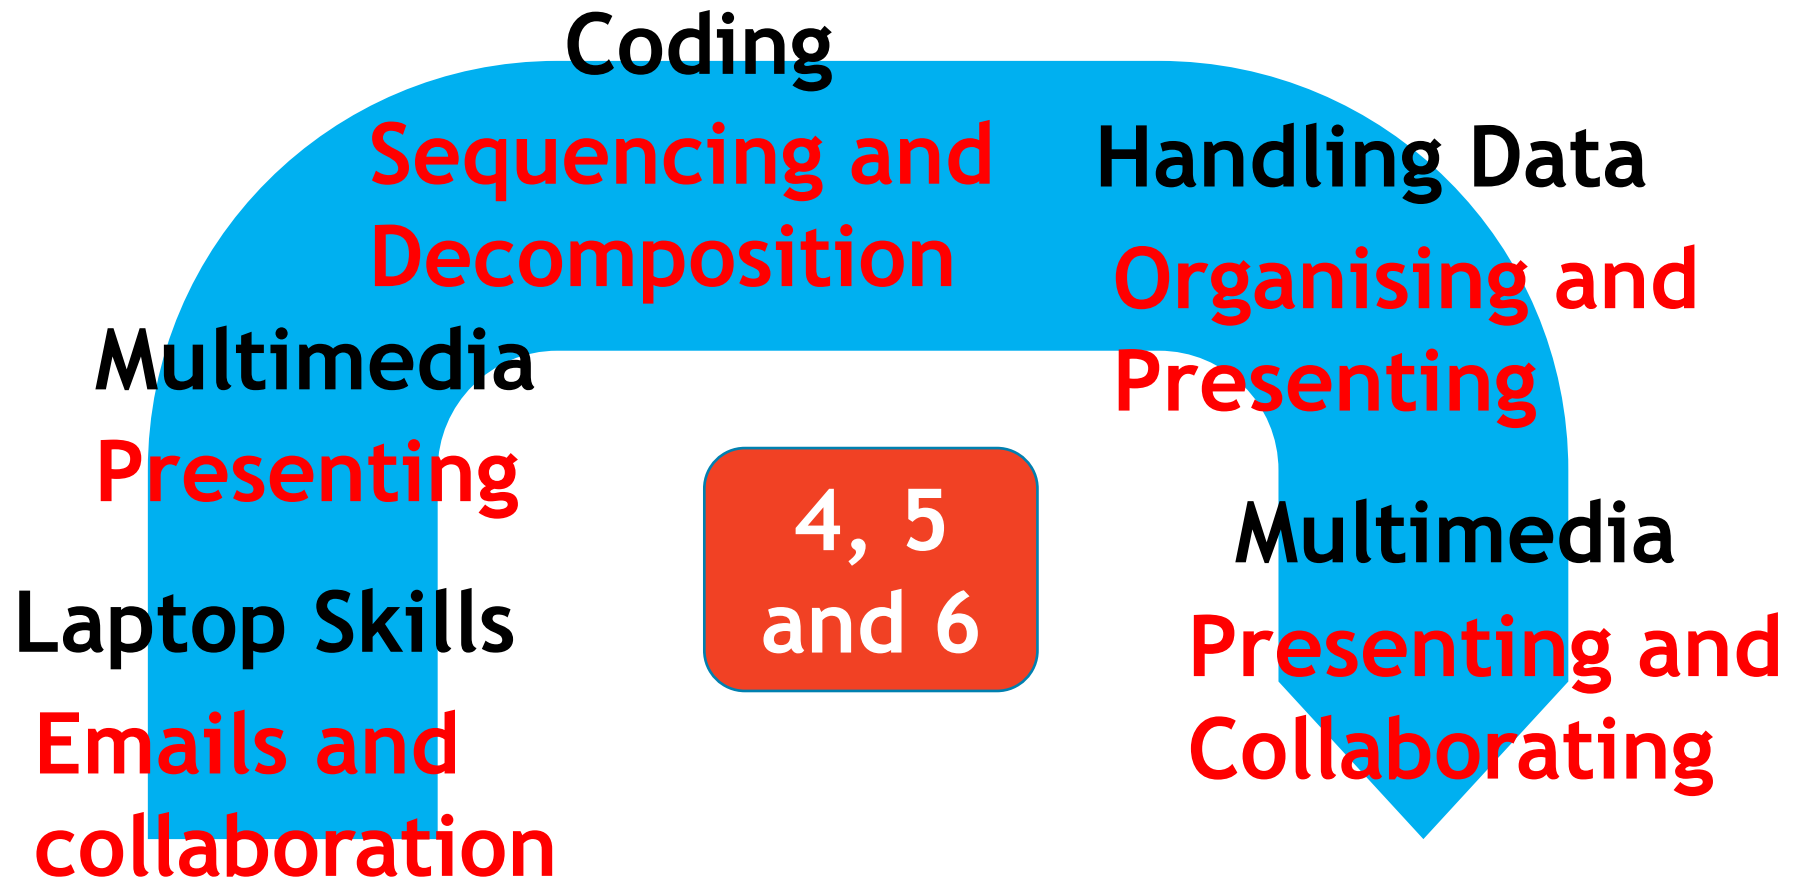 Coding
Sequencing and
Decomposition
Handling Data
Organising and
Presenting
Multimedia
Presenting
4, 5
and 6
Multimedia
Presenting and
Collaborating
Laptop Skills
Emails and
collaboration